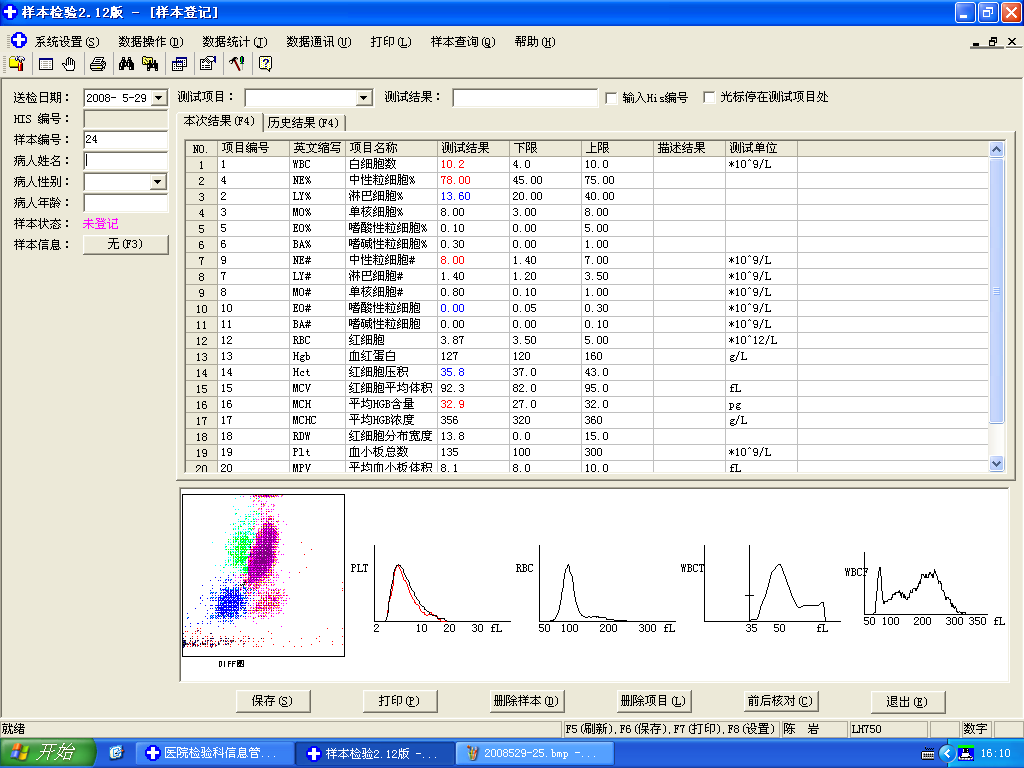 样本检验2.12版 - [样本登记]
系统设置(S) 数据操作(D) 数据统计(T) 数据通讯(U) 打印(L) 样本查询(Q) 帮助(H)
送检日期： 2008- 5-29 测试项目： 测试结果： 输入His编号 光标停在测试项目处
HIS 编号：
样本编号： 24
病人姓名：
病人性别：
病人年龄：
样本状态： 未登记
样本信息： 无(F3)
本次结果(F4) 历史结果(F4)
NO. 项目编号 英文缩写 项目名称 测试结果 下限 上限 描述结果 测试单位
1 1 WBC 白细胞数 10.2 4.0 10.0 *10^9/L
2 4 NE% 中性粒细胞% 78.00 45.00 75.00
3 2 LY% 淋巴细胞% 13.60 20.00 40.00
4 3 MO% 单核细胞% 8.00 3.00 8.00
5 5 EO% 嗜酸性粒细胞% 0.10 0.00 5.00
6 6 BA% 嗜碱性粒细胞% 0.30 0.00 1.00
7 9 NE# 中性粒细胞# 8.00 1.40 7.00 *10^9/L
8 7 LY# 淋巴细胞# 1.40 1.20 3.50 *10^9/L
9 8 MO# 单核细胞# 0.80 0.10 1.00 *10^9/L
10 10 EO# 嗜酸性粒细胞 0.00 0.05 0.30 *10^9/L
11 11 BA# 嗜碱性粒细胞 0.00 0.00 0.10 *10^9/L
12 12 RBC 红细胞 3.87 3.50 5.00 *10^12/L
13 13 Hgb 血红蛋白 127 120 160 g/L
14 14 Hct 红细胞压积 35.8 37.0 43.0
15 15 MCV 红细胞平均体积 92.3 82.0 95.0 fL
16 16 MCH 平均HGB含量 32.9 27.0 32.0 pg
17 17 MCHC 平均HGB浓度 356 320 360 g/L
18 18 RDW 红细胞分布宽度 13.8 0.0 15.0
19 19 Plt 血小板总数 135 100 300 *10^9/L
20 20 MPV 平均血小板体积 8.1 8.0 10.0 fL
DIFF图
PLT
2 10 20 30 fL
RBC
50 100 200 300 fL
WBCT
35 50 fL
WBCF
50 100 200 300 350 fL
保存(S) 打印(P) 删除样本(D) 删除项目(L) 前后核对(C) 退出(E)
就绪 F5(刷新),F6(保存),F7(打印),F8(设置) 陈 岩 LH750 数字
开始 医院检验科信息管... 样本检验2.12版 -... 2008529-25.bmp -... 16:10